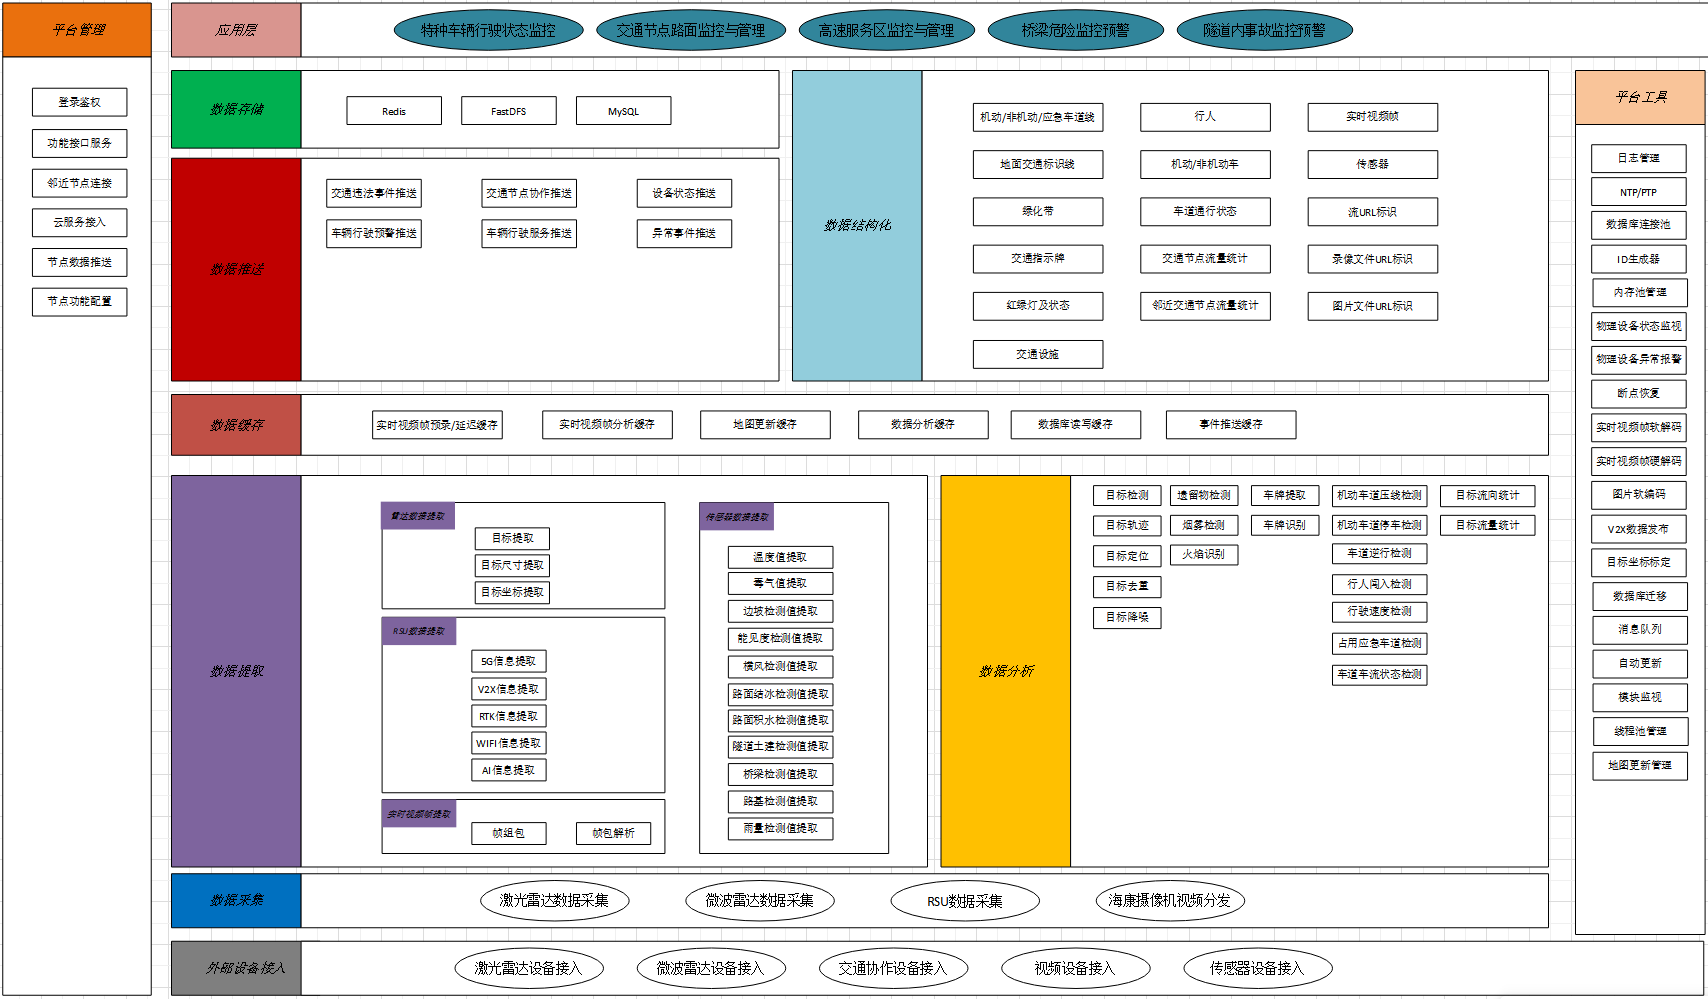 平台管理
登录鉴权
功能接口服务
邻近节点连接
云服务接入
节点数据推送
节点功能配置
应用层
特种车辆行驶状态监控
交通节点路面监控与管理
高速服务区监控与管理
桥梁危险监控预警
隧道内事故监控预警
数据存储
Redis
FastDFS
MySQL
数据推送
交通违法事件推送
交通节点协作推送
设备状态推送
车辆行驶预警推送
车辆行驶服务推送
异常事件推送
数据结构化
机动/非机动/应急车道线
行人
实时视频帧
地面交通标识线
机动/非机动车
传感器
绿化带
车道通行状态
流URL标识
交通指示牌
交通节点流量统计
录像文件URL标识
红绿灯及状态
邻近交通节点流量统计
图片文件URL标识
交通设施
数据缓存
实时视频帧预录/延迟缓存
实时视频帧分析缓存
地图更新缓存
数据分析缓存
数据库读写缓存
事件推送缓存
数据提取
雷达数据提取
目标提取
目标尺寸提取
目标坐标提取
RSU数据提取
5G信息提取
V2X信息提取
RTK信息提取
WIFI信息提取
AI信息提取
实时视频帧提取
帧组包
帧包解析
传感器数据提取
温度值提取
毒气值提取
边坡检测值提取
能见度检测值提取
横风检测值提取
路面结冰检测值提取
路面积水检测值提取
隧道土建检测值提取
桥梁检测值提取
路基检测值提取
雨量检测值提取
数据分析
目标检测
遗留物检测
车牌提取
机动车道压线检测
目标流向统计
目标轨迹
烟雾检测
车牌识别
机动车道停车检测
目标流量统计
目标定位
火焰识别
车道逆行检测
目标去重
行人闯入检测
目标降噪
行驶速度检测
占用应急车道检测
车道车流状态检测
数据采集
激光雷达数据采集
微波雷达数据采集
RSU数据采集
海康摄像机视频分发
外部设备接入
激光雷达设备接入
微波雷达设备接入
交通协作设备接入
视频设备接入
传感器设备接入
平台工具
日志管理
NTP/PTP
数据库连接池
ID生成器
内存池管理
物理设备状态监视
物理设备异常报警
断点恢复
实时视频帧软解码
实时视频帧硬解码
图片软编码
V2X数据发布
目标坐标标定
数据库迁移
消息队列
自动更新
模块监视
线程池管理
地图更新管理